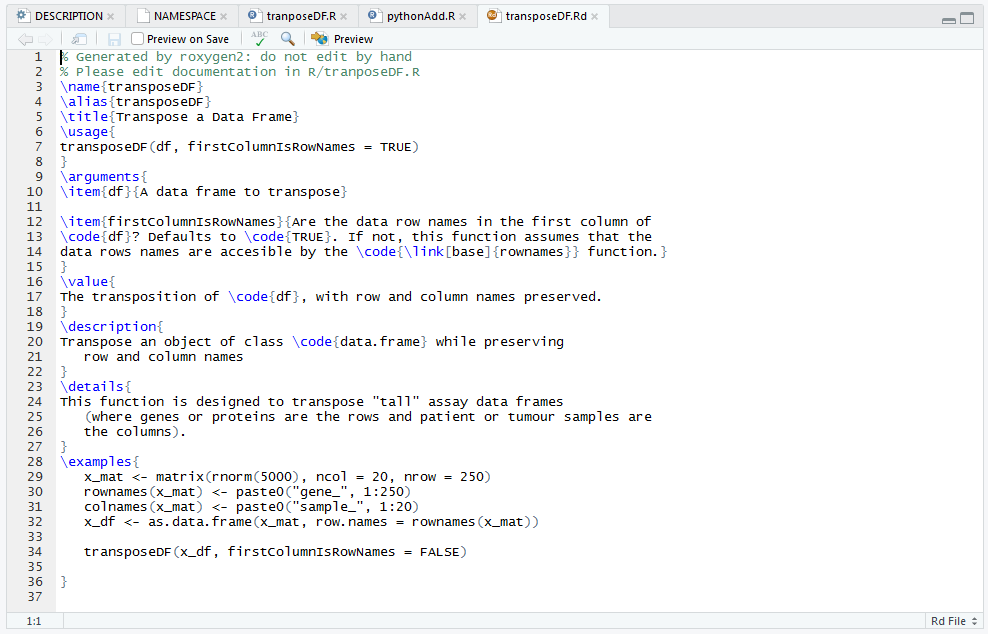 DESCRIPTION × NAMESPACE × tranposeDF.R × pythonAdd.R × transposeDF.Rd ×
Preview on Save ABC Preview
1 % Generated by roxygen2: do not edit by hand
2 % Please edit documentation in R/tranposeDF.R
3 \name{transposeDF}
4 \alias{transposeDF}
5 \title{Transpose a Data Frame}
6 \usage{
7 transposeDF(df, firstColumnIsRowNames = TRUE)
8 }
9 \arguments{
10 \item{df}{A data frame to transpose}
11
12 \item{firstColumnIsRowNames}{Are the data row names in the first column of
13 \code{df}? Defaults to \code{TRUE}. If not, this function assumes that the
14 data rows names are accesible by the \code{\link[base]{rownames}} function.}
15 }
16 \value{
17 The transposition of \code{df}, with row and column names preserved.
18 }
19 \description{
20 Transpose an object of class \code{data.frame} while preserving
21    row and column names
22 }
23 \details{
24 This function is designed to transpose "tall" assay data frames
25    (where genes or proteins are the rows and patient or tumour samples are
26    the columns).
27 }
28 \examples{
29    x_mat <- matrix(rnorm(5000), ncol = 20, nrow = 250)
30    rownames(x_mat) <- paste0("gene_", 1:250)
31    colnames(x_mat) <- paste0("sample_", 1:20)
32    x_df <- as.data.frame(x_mat, row.names = rownames(x_mat))
33
34    transposeDF(x_df, firstColumnIsRowNames = FALSE)
35
36 }
37
1:1 Rd File